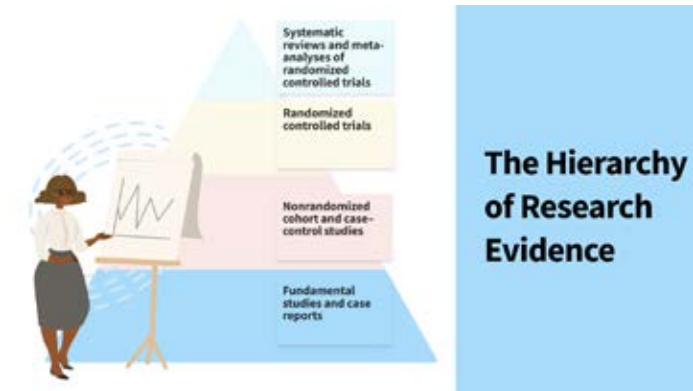 Systematic
reviews and meta-
analyses of
randomized
controlled trials
Randomized
controlled trials
Nonrandomized
cohort and case-
control studies
Fundamental
studies and case
reports
The Hierarchy
of Research
Evidence